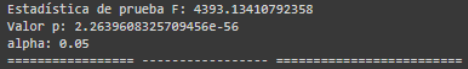 Estadística de prueba F: 4393.13410792358
Valor p: 2.2639608325709456e-56
alpha: 0.05
================= ----------------- =========================